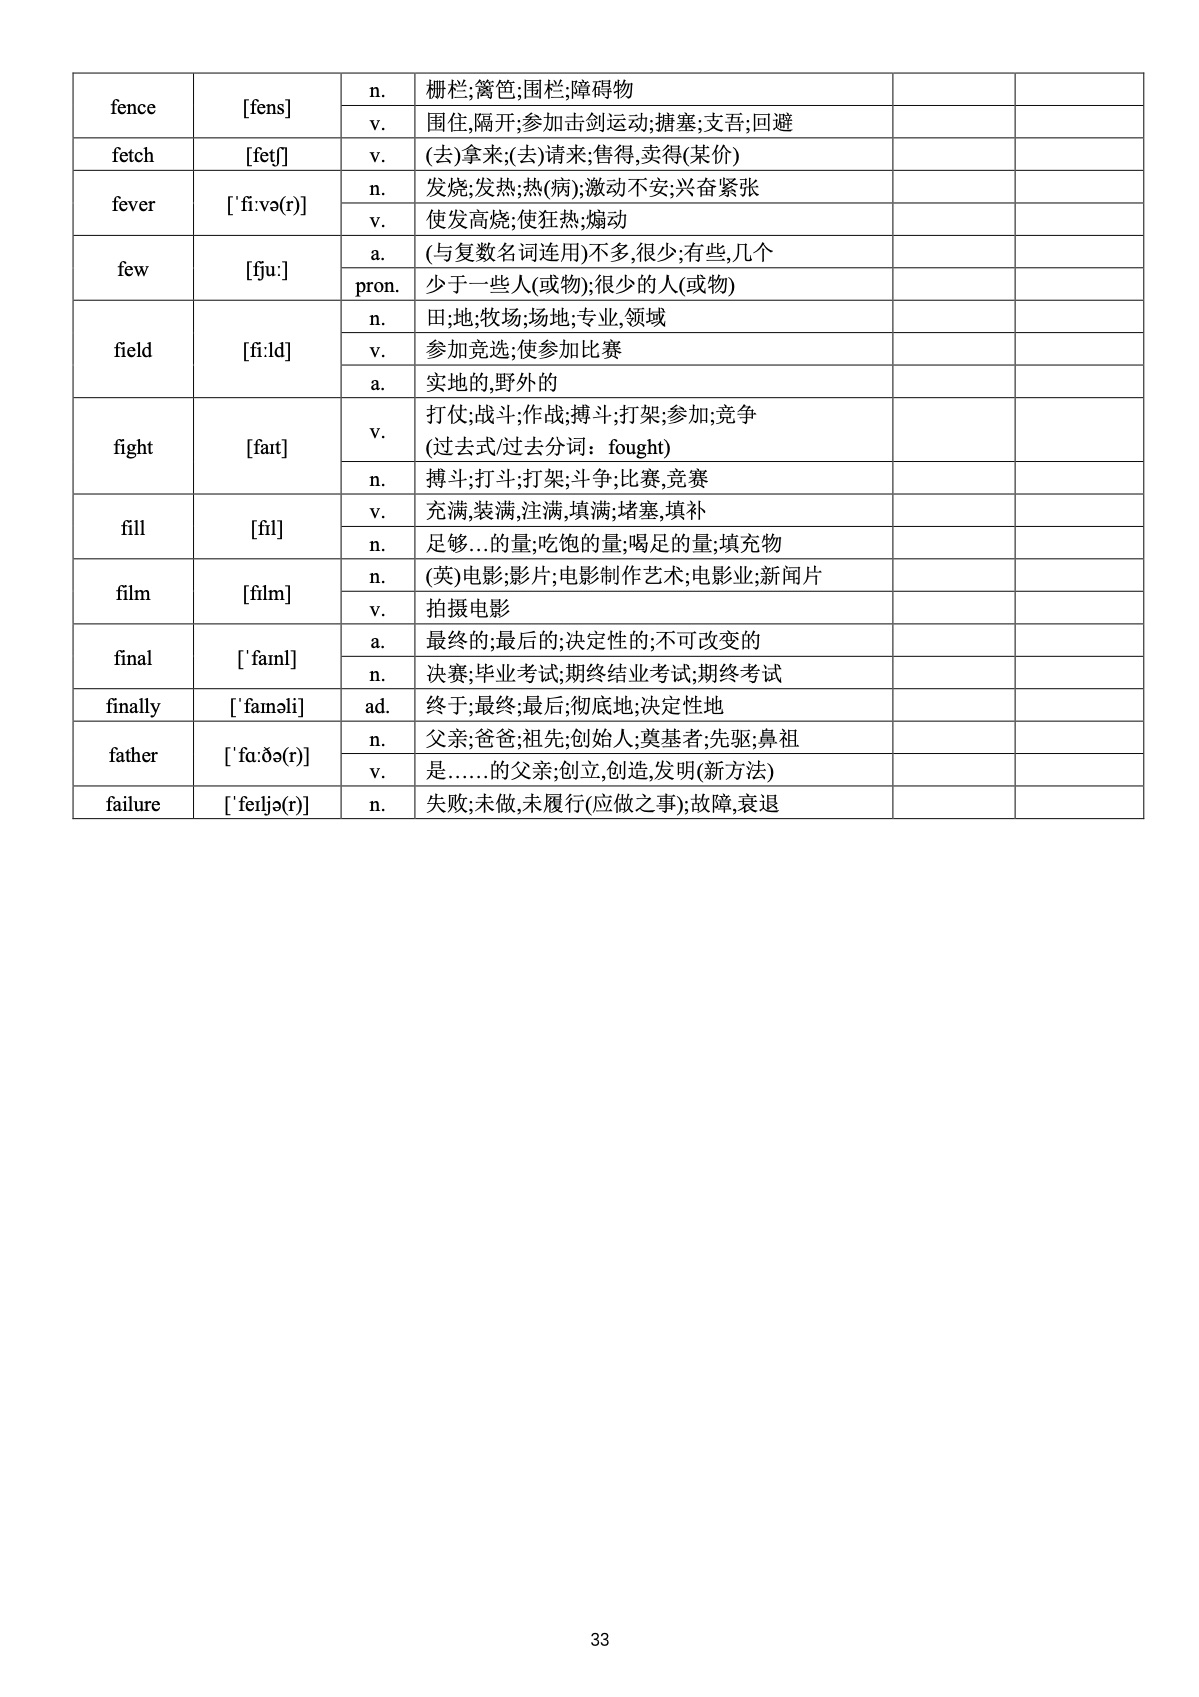 fence [fens] n. 栅栏;篱笆;围栏;障碍物
v. 围住,隔开;参加击剑运动;搪塞;支吾;回避
fetch [fetʃ] v. (去)拿来;(去)请来;售得,卖得(某价)
fever [ˈfiːvə(r)] n. 发烧;发热;热(病);激动不安;兴奋紧张
v. 使发高烧;使狂热;煽动
few [fjuː] a. (与复数名词连用)不多,很少;有些,几个
pron. 少于一些人(或物);很少的人(或物)
field [fiːld] n. 田;地;牧场;场地;专业,领域
v. 参加竞选;使参加比赛
a. 实地的,野外的
fight [faɪt] v. 打仗;战斗;作战;搏斗;打架;参加;竞争
(过去式/过去分词：fought)
n. 搏斗;打斗;打架;斗争;比赛,竞赛
fill [fɪl] v. 充满,装满,注满,填满;堵塞,填补
n. 足够…的量;吃饱的量;喝足的量;填充物
film [fɪlm] n. (英)电影;影片;电影制作艺术;电影业;新闻片
v. 拍摄电影
final [ˈfaɪnl] a. 最终的;最后的;决定性的;不可改变的
n. 决赛;毕业考试;期终结业考试;期终考试
finally [ˈfaɪnəli] ad. 终于;最终;最后;彻底地;决定性地
father [ˈfɑːðə(r)] n. 父亲;爸爸;祖先;创始人;奠基者;先驱;鼻祖
v. 是……的父亲;创立,创造,发明(新方法)
failure [ˈfeɪljə(r)] n. 失败;未做,未履行(应做之事);故障,衰退
33